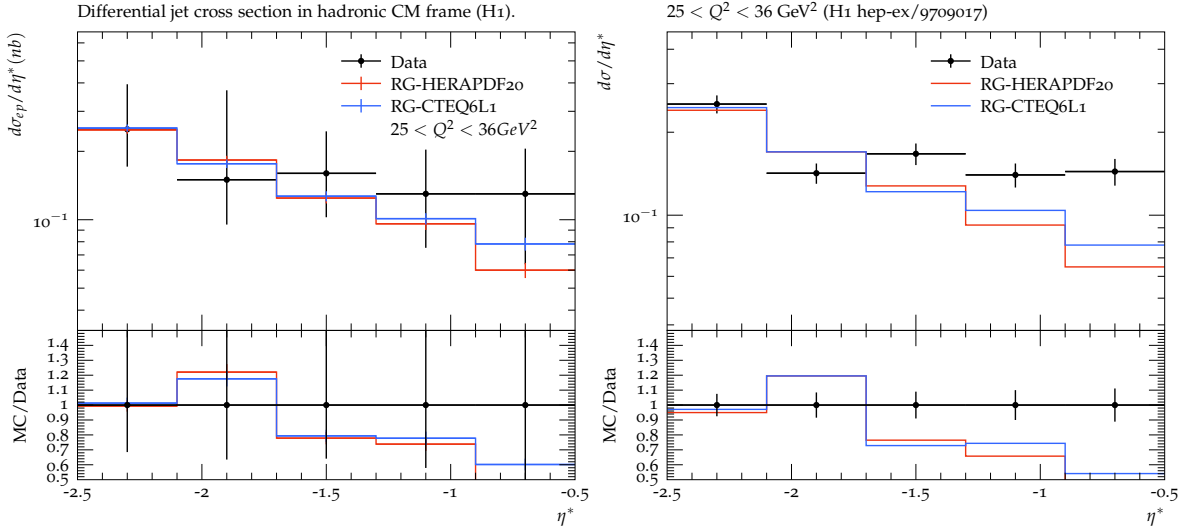 Differential jet cross section in hadronic CM frame (H1).
dσ_ep/dη* (nb)
Data
RG-HERAPDF20
RG-CTEQ6L1
25 < Q² < 36GeV²
10⁻¹
MC/Data
1.4
1.3
1.2
1.1
1
0.9
0.8
0.7
0.6
0.5
-2.5 -2 -1.5 -1 -0.5
η*
25 < Q² < 36 GeV² (H1 hep-ex/9709017)
dσ/dη*
Data
RG-HERAPDF20
RG-CTEQ6L1
10⁻¹
MC/Data
1.4
1.3
1.2
1.1
1
0.9
0.8
0.7
0.6
0.5
-2.5 -2 -1.5 -1 -0.5
η*